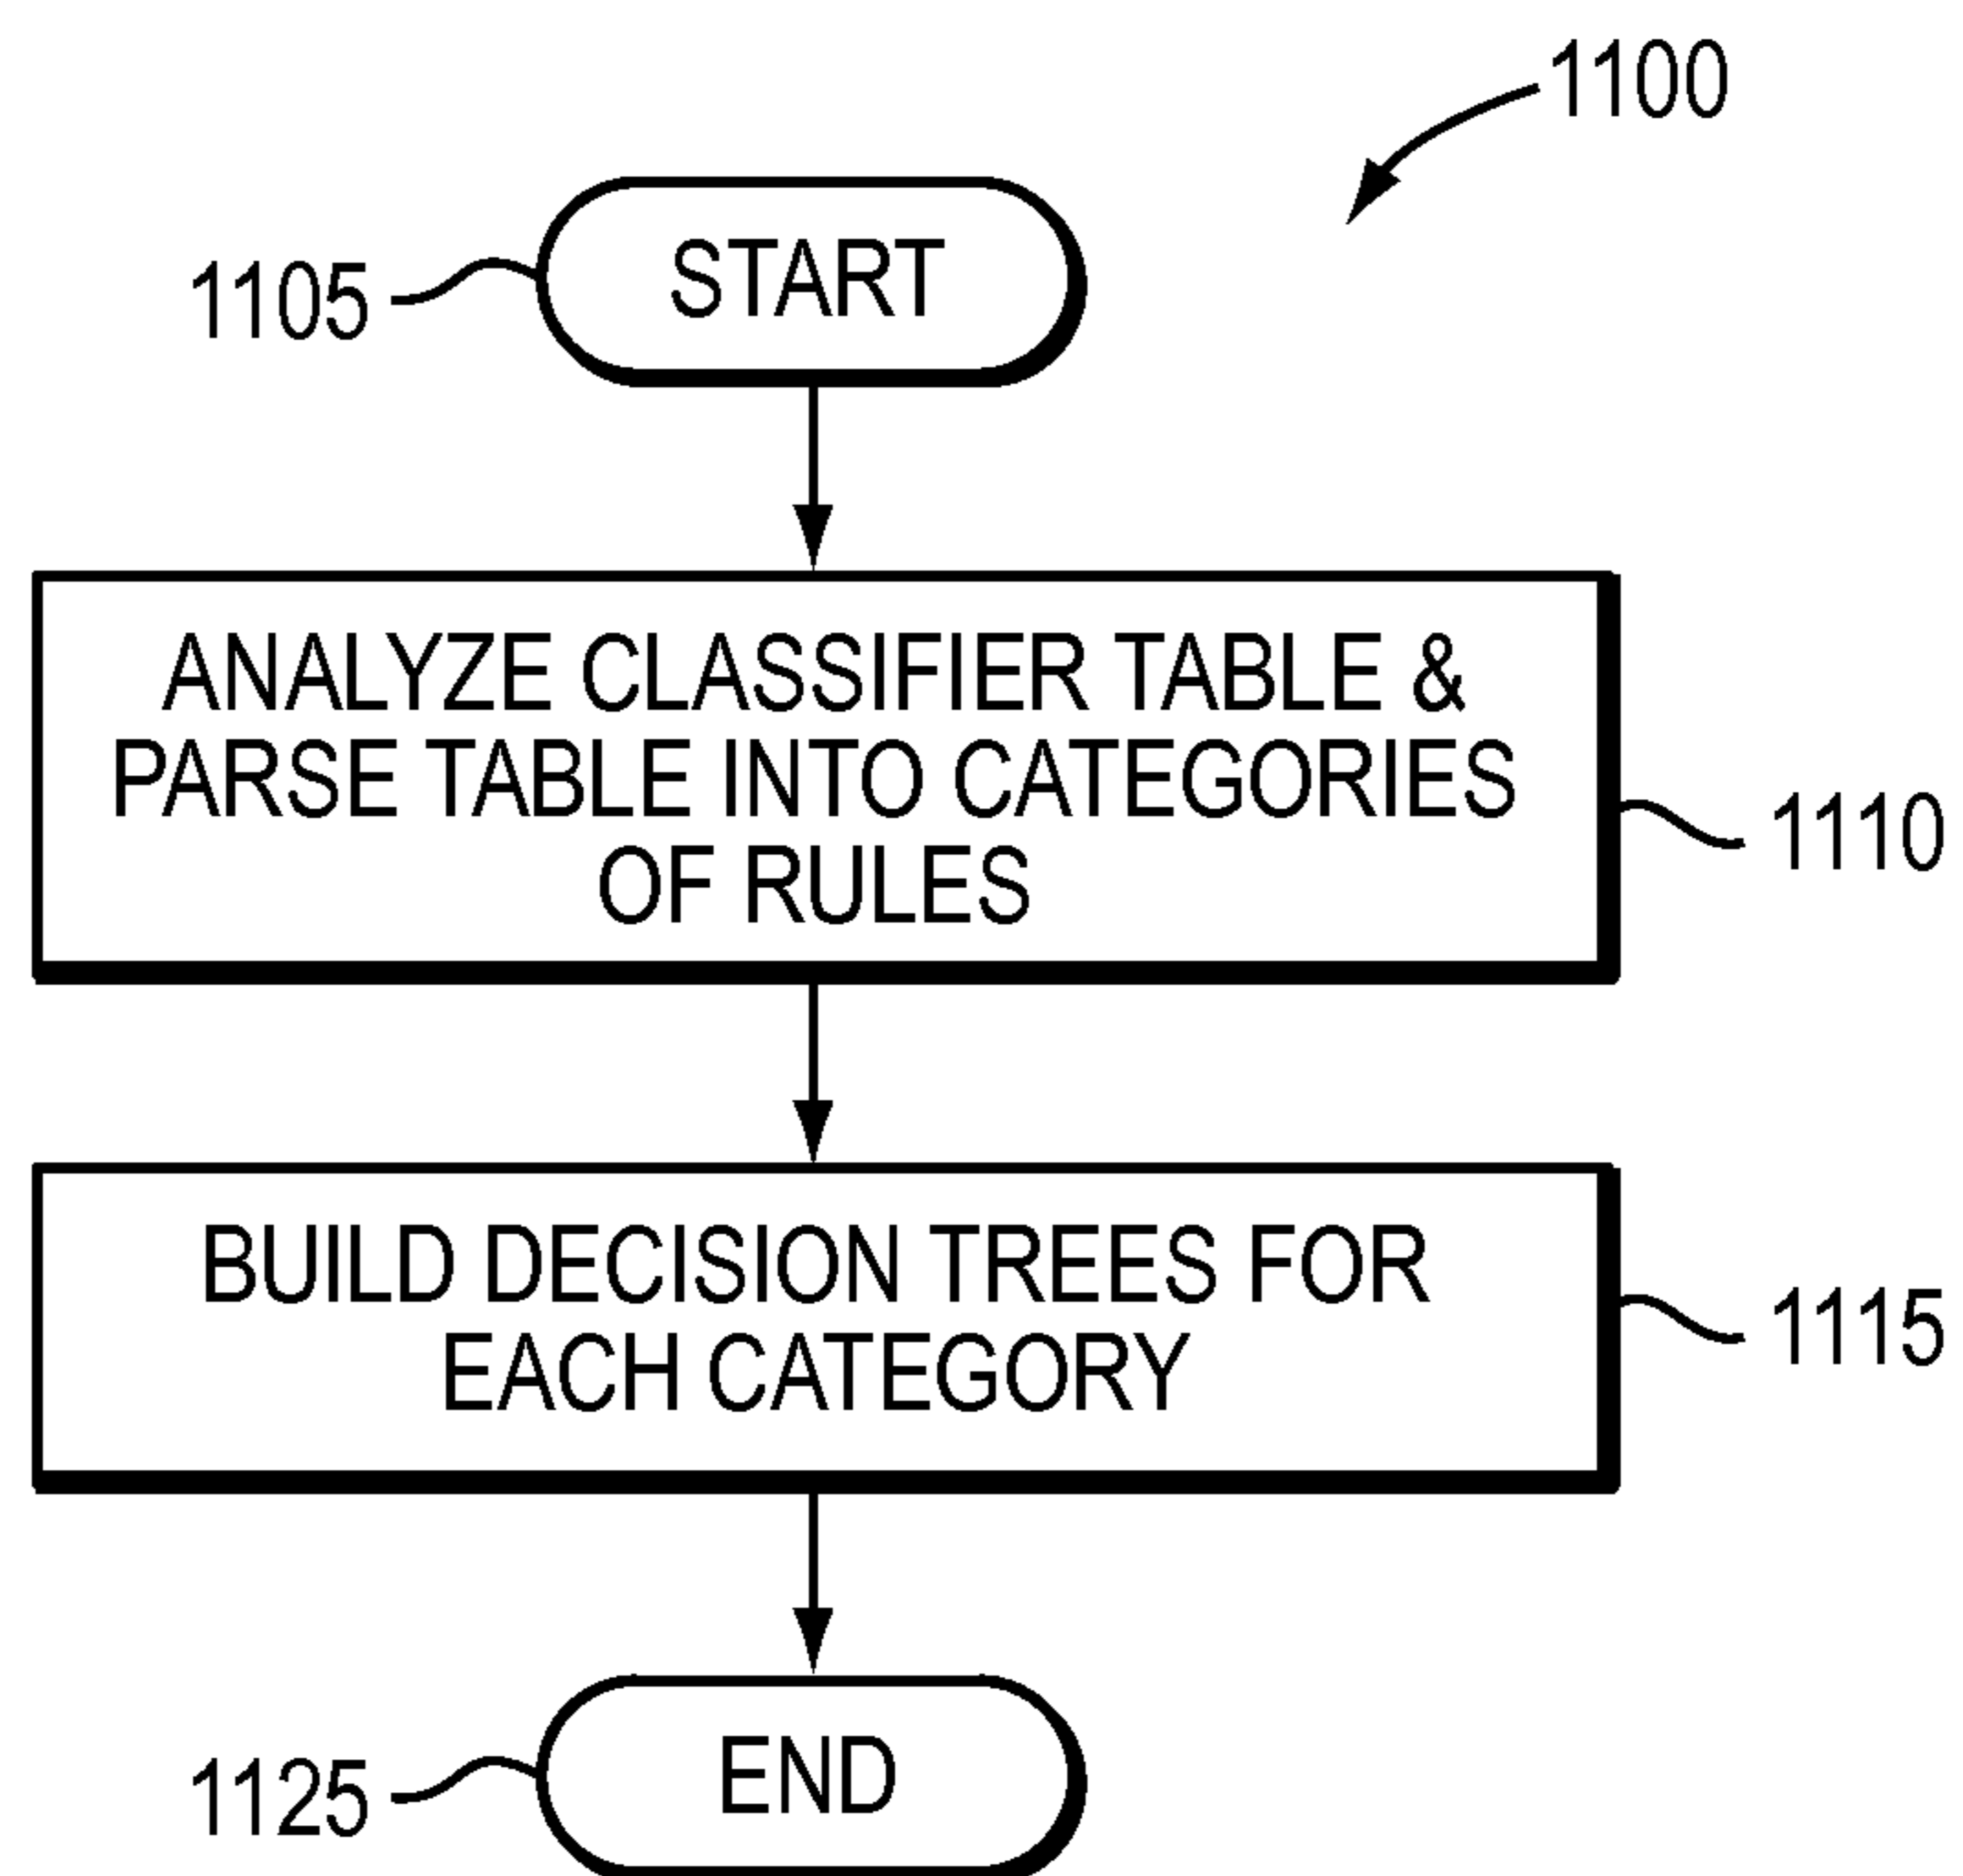 1100
1105
START
ANALYZE CLASSIFIER TABLE &
PARSE TABLE INTO CATEGORIES
OF RULES
1110
BUILD DECISION TREES FOR
EACH CATEGORY
1115
1125
END